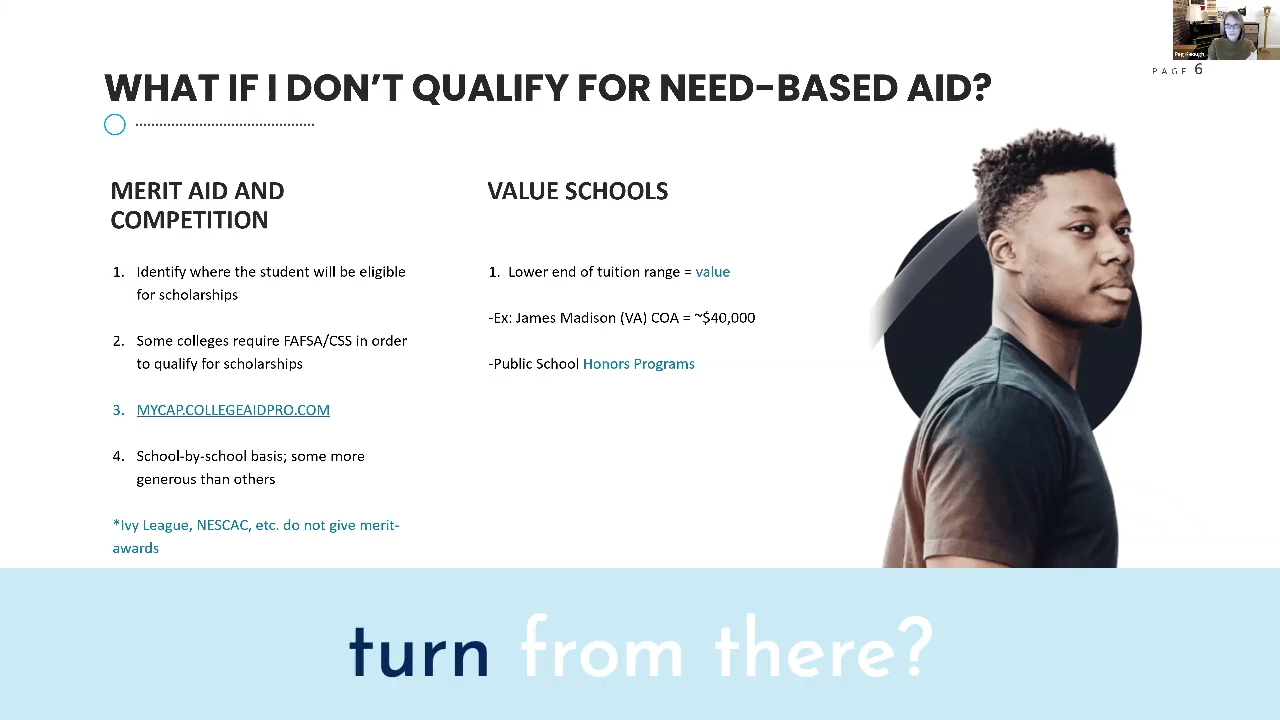 Peg Keough
PAGE 6
WHAT IF I DON'T QUALIFY FOR NEED-BASED AID?
MERIT AID AND
COMPETITION
1. Identify where the student will be eligible
for scholarships
2. Some colleges require FAFSA/CSS in order
to qualify for scholarships
3. MYCAP.COLLEGEAIDPRO.COM
4. School-by-school basis; some more
generous than others
*Ivy League, NESCAC, etc. do not give merit-
awards
VALUE SCHOOLS
1. Lower end of tuition range = value
-Ex: James Madison (VA) COA = ~$40,000
-Public School Honors Programs
turn from there?